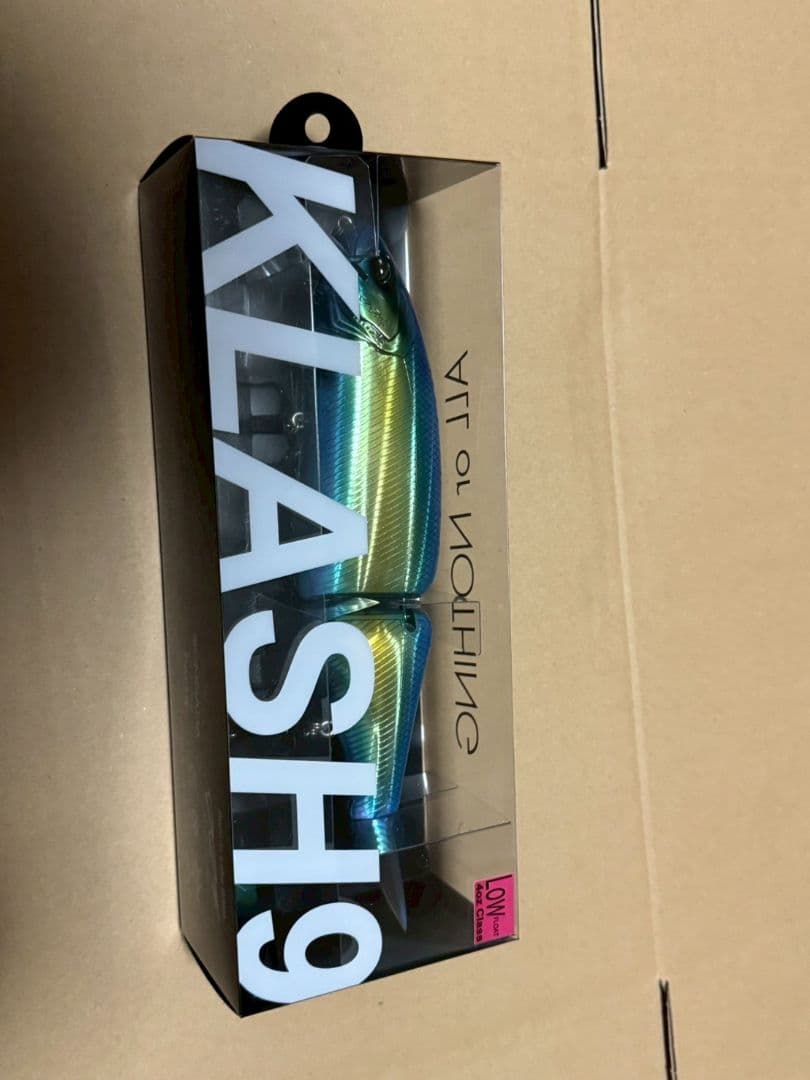 KLASH9
ALL or NOTHING
LOW FLOAT
4oz Class